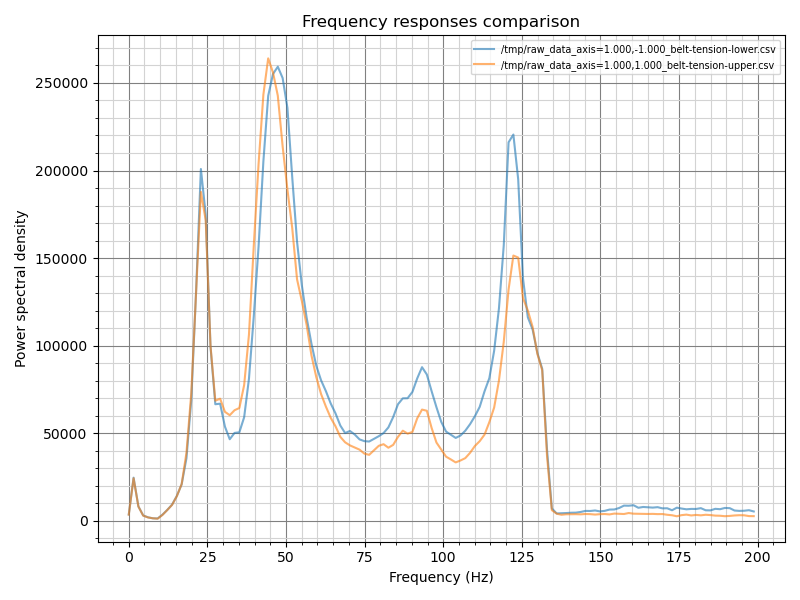 Frequency responses comparison
/tmp/raw_data_axis=1.000,-1.000_belt-tension-lower.csv
/tmp/raw_data_axis=1.000,1.000_belt-tension-upper.csv
Power spectral density
250000
200000
150000
100000
50000
0
0 25 50 75 100 125 150 175 200
Frequency (Hz)